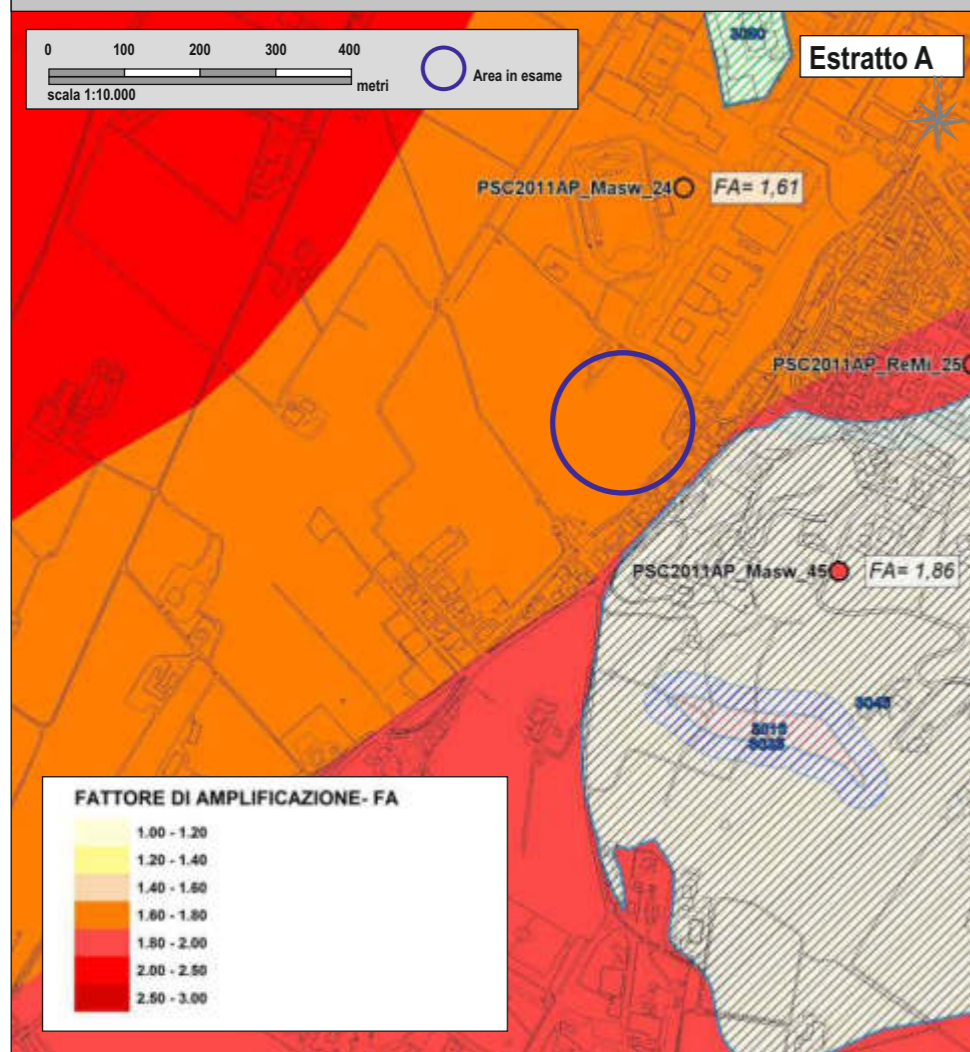 0 100 200 300 400
metri
scala 1:10.000
Area in esame
3090
Estratto A
PSC2011AP_Masw_24
FA= 1,61
PSC2011AP_ReMi_25
PSC2011AP_Masw_45
FA= 1,86
3045
3015
3035
FATTORE DI AMPLIFICAZIONE- FA
1.00 - 1.20
1.20 - 1.40
1.40 - 1.60
1.60 - 1.80
1.80 - 2.00
2.00 - 2.50
2.50 - 3.00